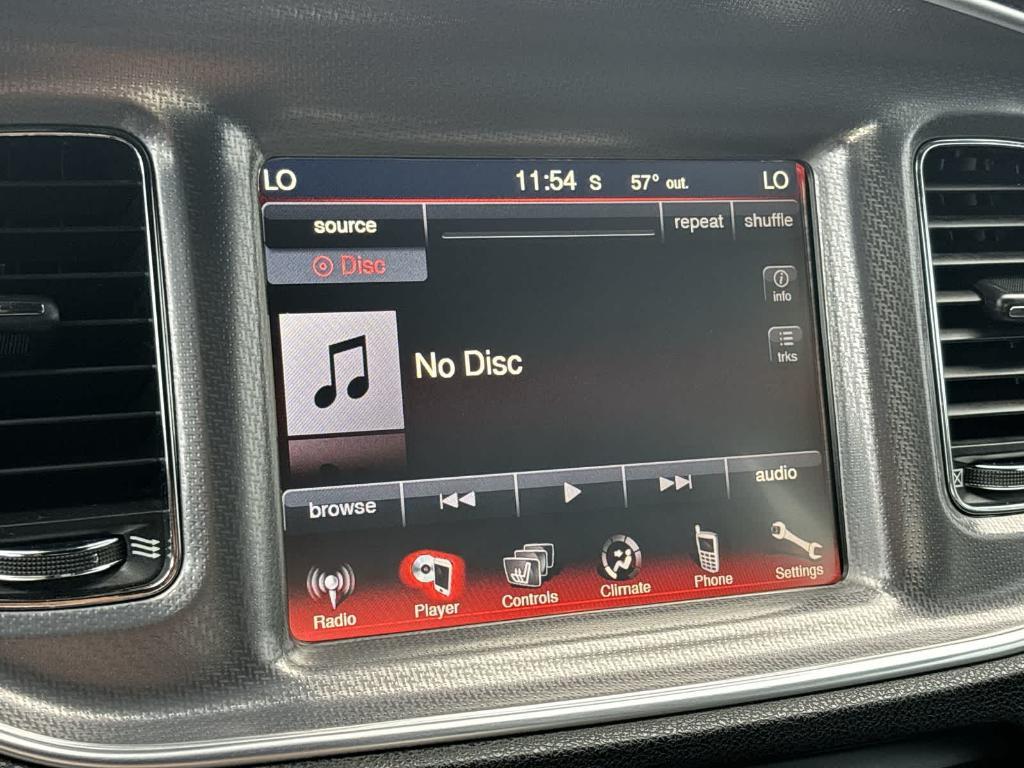 LO 11:54 S 57° out. LO
source repeat shuffle
Disc
info
No Disc
trks
browse audio
Radio Player Controls Climate Phone Settings